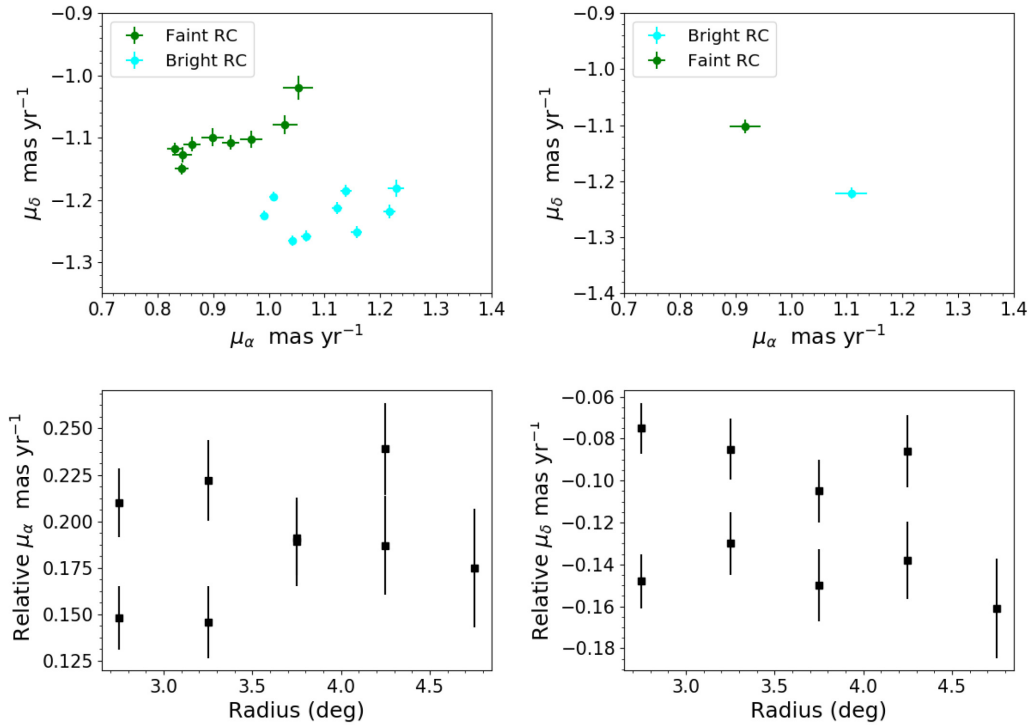 −0.9
−1.0
−1.1
−1.2
−1.3
μδ mas yr−1
0.7 0.8 0.9 1.0 1.1 1.2 1.3 1.4
μα mas yr−1
Faint RC
Bright RC
−0.9
−1.0
−1.1
−1.2
−1.3
−1.4
μδ mas yr−1
0.7 0.8 0.9 1.0 1.1 1.2 1.3 1.4
μα mas yr−1
Bright RC
Faint RC
0.250
0.225
0.200
0.175
0.150
0.125
Relative μα mas yr−1
3.0 3.5 4.0 4.5
Radius (deg)
−0.06
−0.08
−0.10
−0.12
−0.14
−0.16
−0.18
Relative μδ mas yr−1
3.0 3.5 4.0 4.5
Radius (deg)